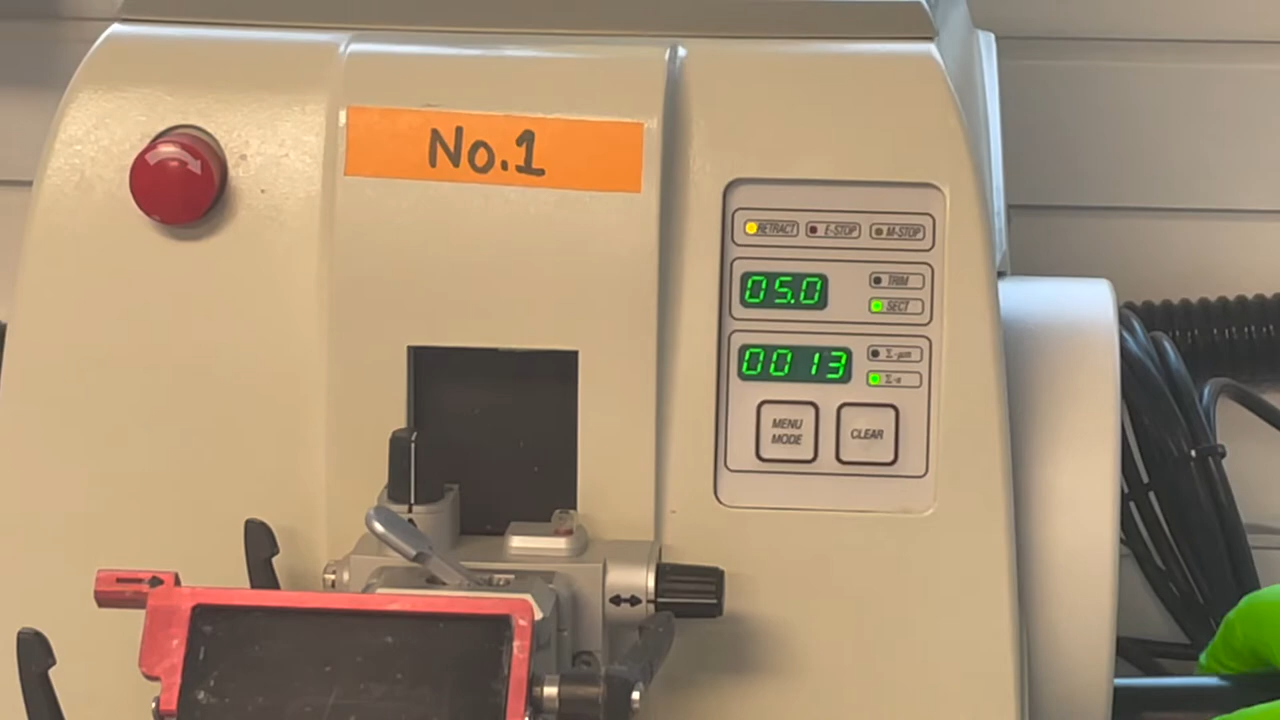 No.1
RETRACT E-STOP M-STOP
05.0 TRIM
SECT
0013 Σ-µm
Σ-n
MENU MODE CLEAR